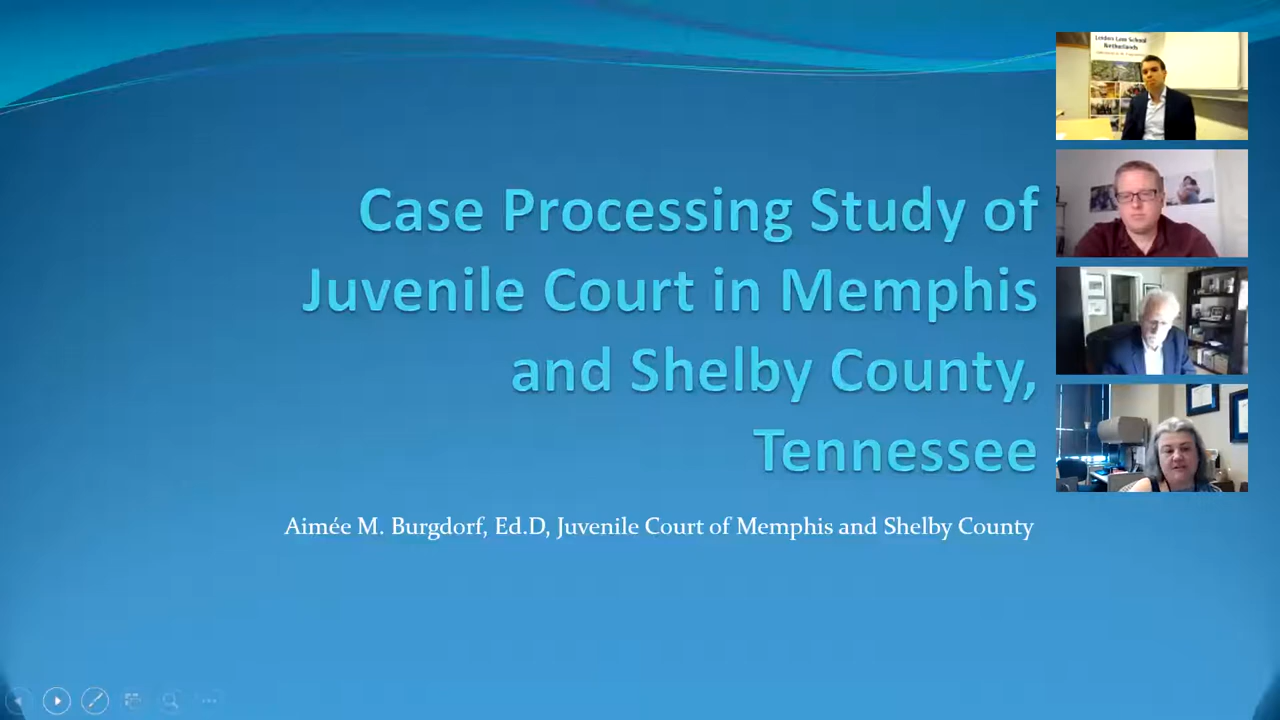 Case Processing Study of
Juvenile Court in Memphis
and Shelby County,
Tennessee
Aimée M. Burgdorf, Ed.D, Juvenile Court of Memphis and Shelby County
Leiden Law School
Netherlands